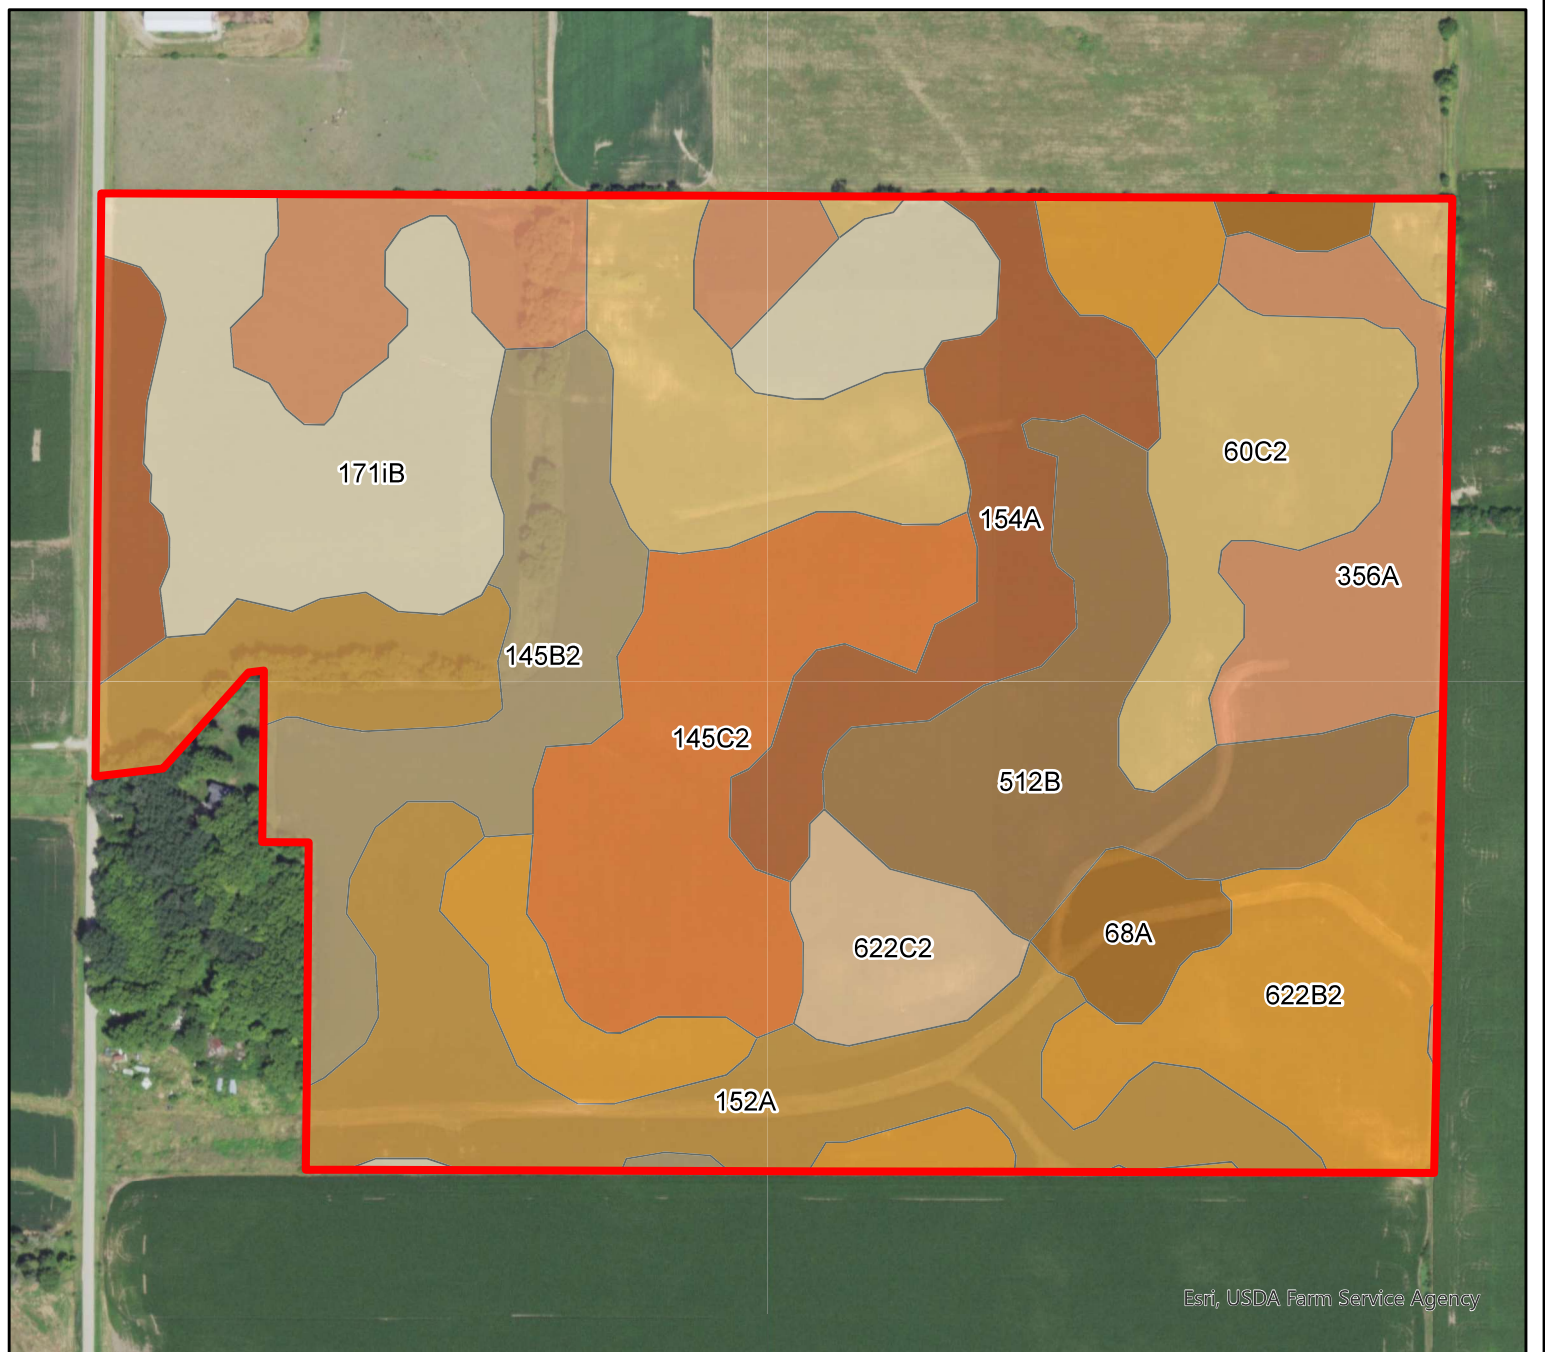 60C2
171iB
154A
356A
145B2
145C2
512B
68A
622C2
622B2
152A
Esri, USDA Farm Service Agency